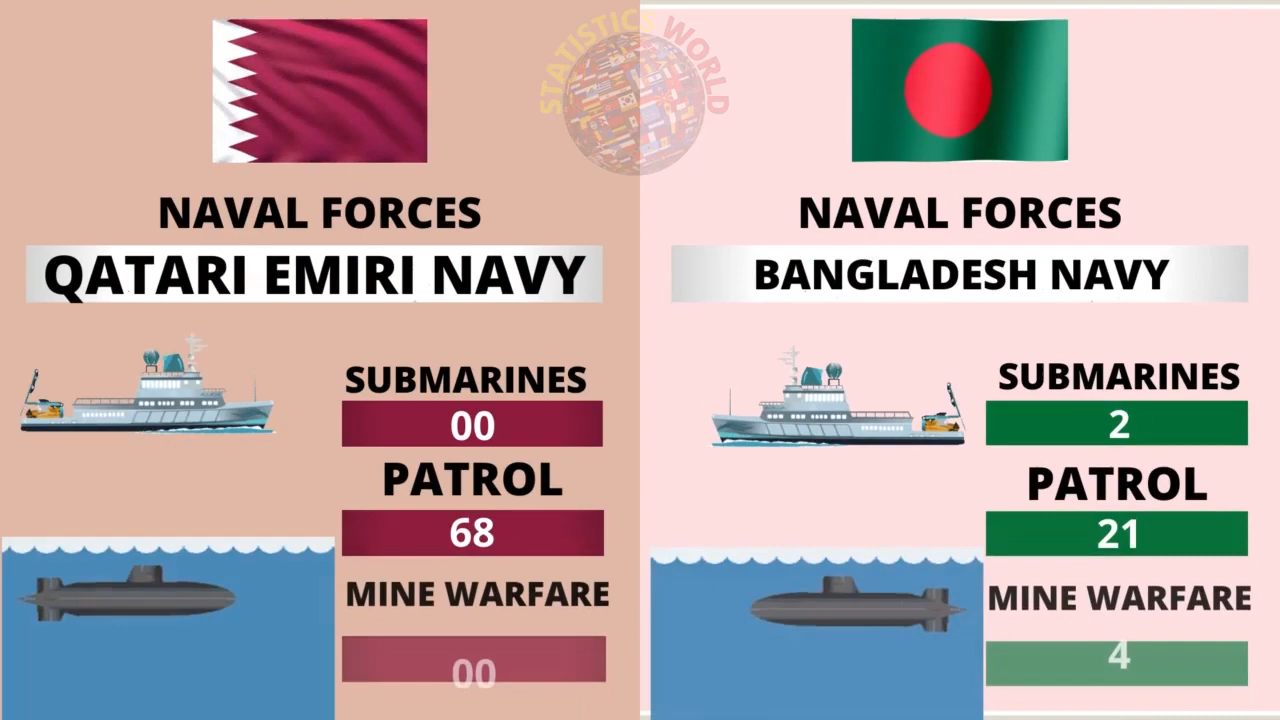 STATISTICS WORLD
NAVAL FORCES
QATARI EMIRI NAVY
SUBMARINES
00
PATROL
68
MINE WARFARE
00
NAVAL FORCES
BANGLADESH NAVY
SUBMARINES
2
PATROL
21
MINE WARFARE
4